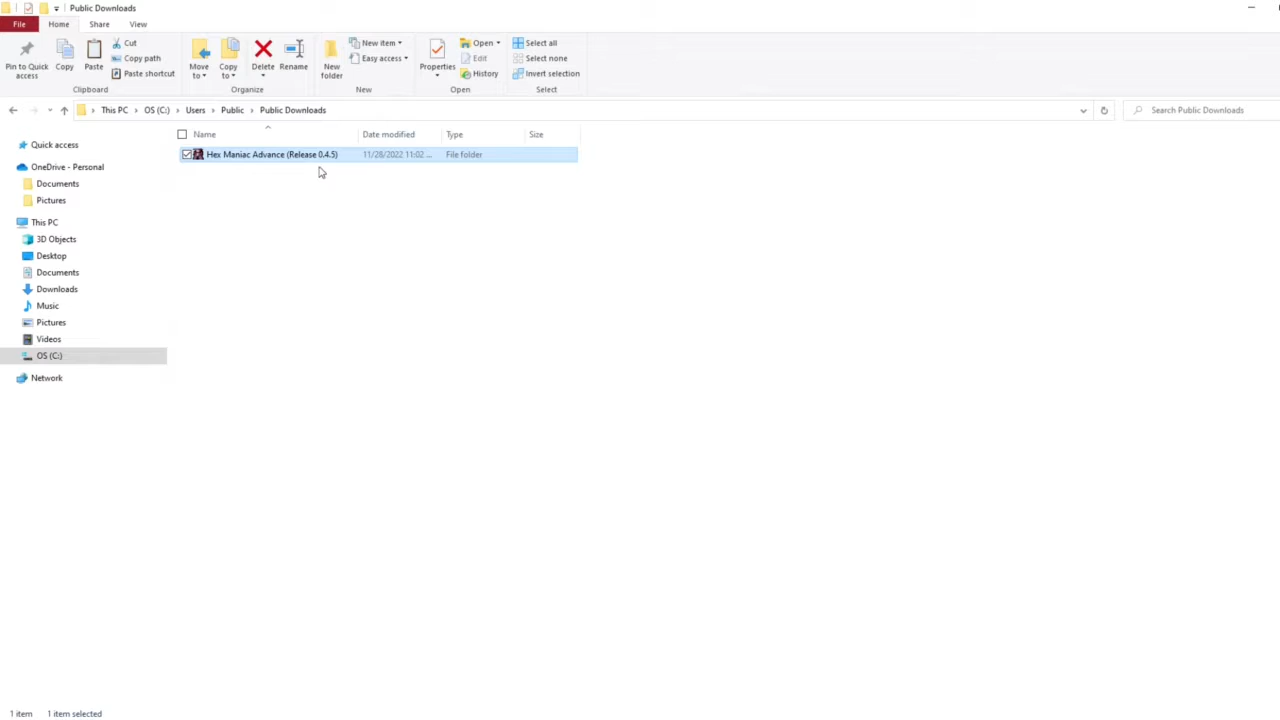 Public Downloads
File Home Share View
Pin to Quick access
Copy
Paste
Cut
Copy path
Paste shortcut
Clipboard
Move to
Copy to
Delete
Rename
Organize
New folder
New item
Easy access
New
Properties
Open
Edit
History
Open
Select all
Select none
Invert selection
Select
This PC OS (C:) Users Public Public Downloads
Search Public Downloads
Name Date modified Type Size
Hex Maniac Advance (Release 0.4.5) 11/28/2022 11:02 ... File folder
Quick access
OneDrive - Personal
Documents
Pictures
This PC
3D Objects
Desktop
Documents
Downloads
Music
Pictures
Videos
OS (C:)
Network
1 item 1 item selected